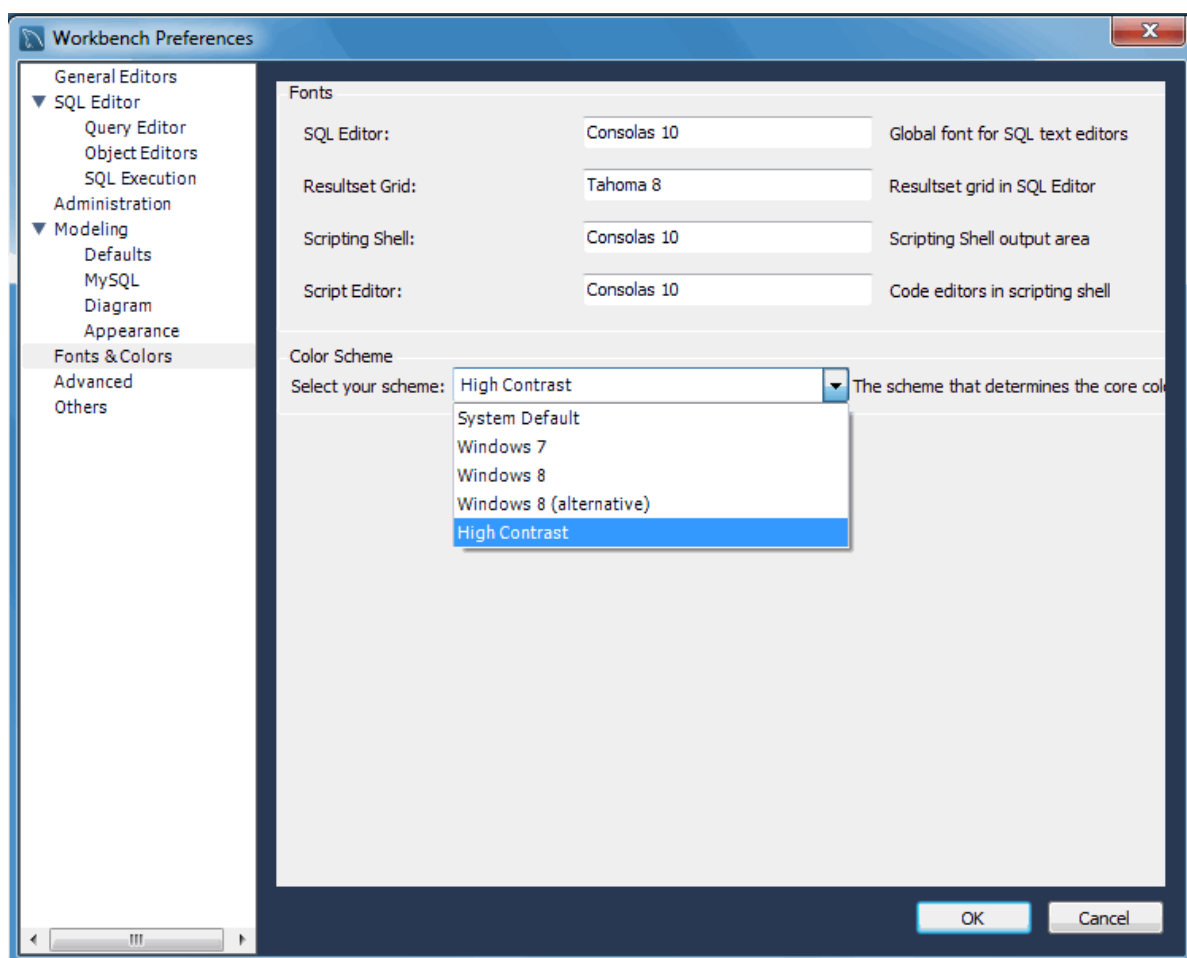 Workbench Preferences
X
General Editors
SQL Editor
Query Editor
Object Editors
SQL Execution
Administration
Modeling
Defaults
MySQL
Diagram
Appearance
Fonts & Colors
Advanced
Others
Fonts
SQL Editor: Consolas 10 Global font for SQL text editors
Resultset Grid: Tahoma 8 Resultset grid in SQL Editor
Scripting Shell: Consolas 10 Scripting Shell output area
Script Editor: Consolas 10 Code editors in scripting shell
Color Scheme
Select your scheme: High Contrast The scheme that determines the core col
System Default
Windows 7
Windows 8
Windows 8 (alternative)
High Contrast
OK Cancel